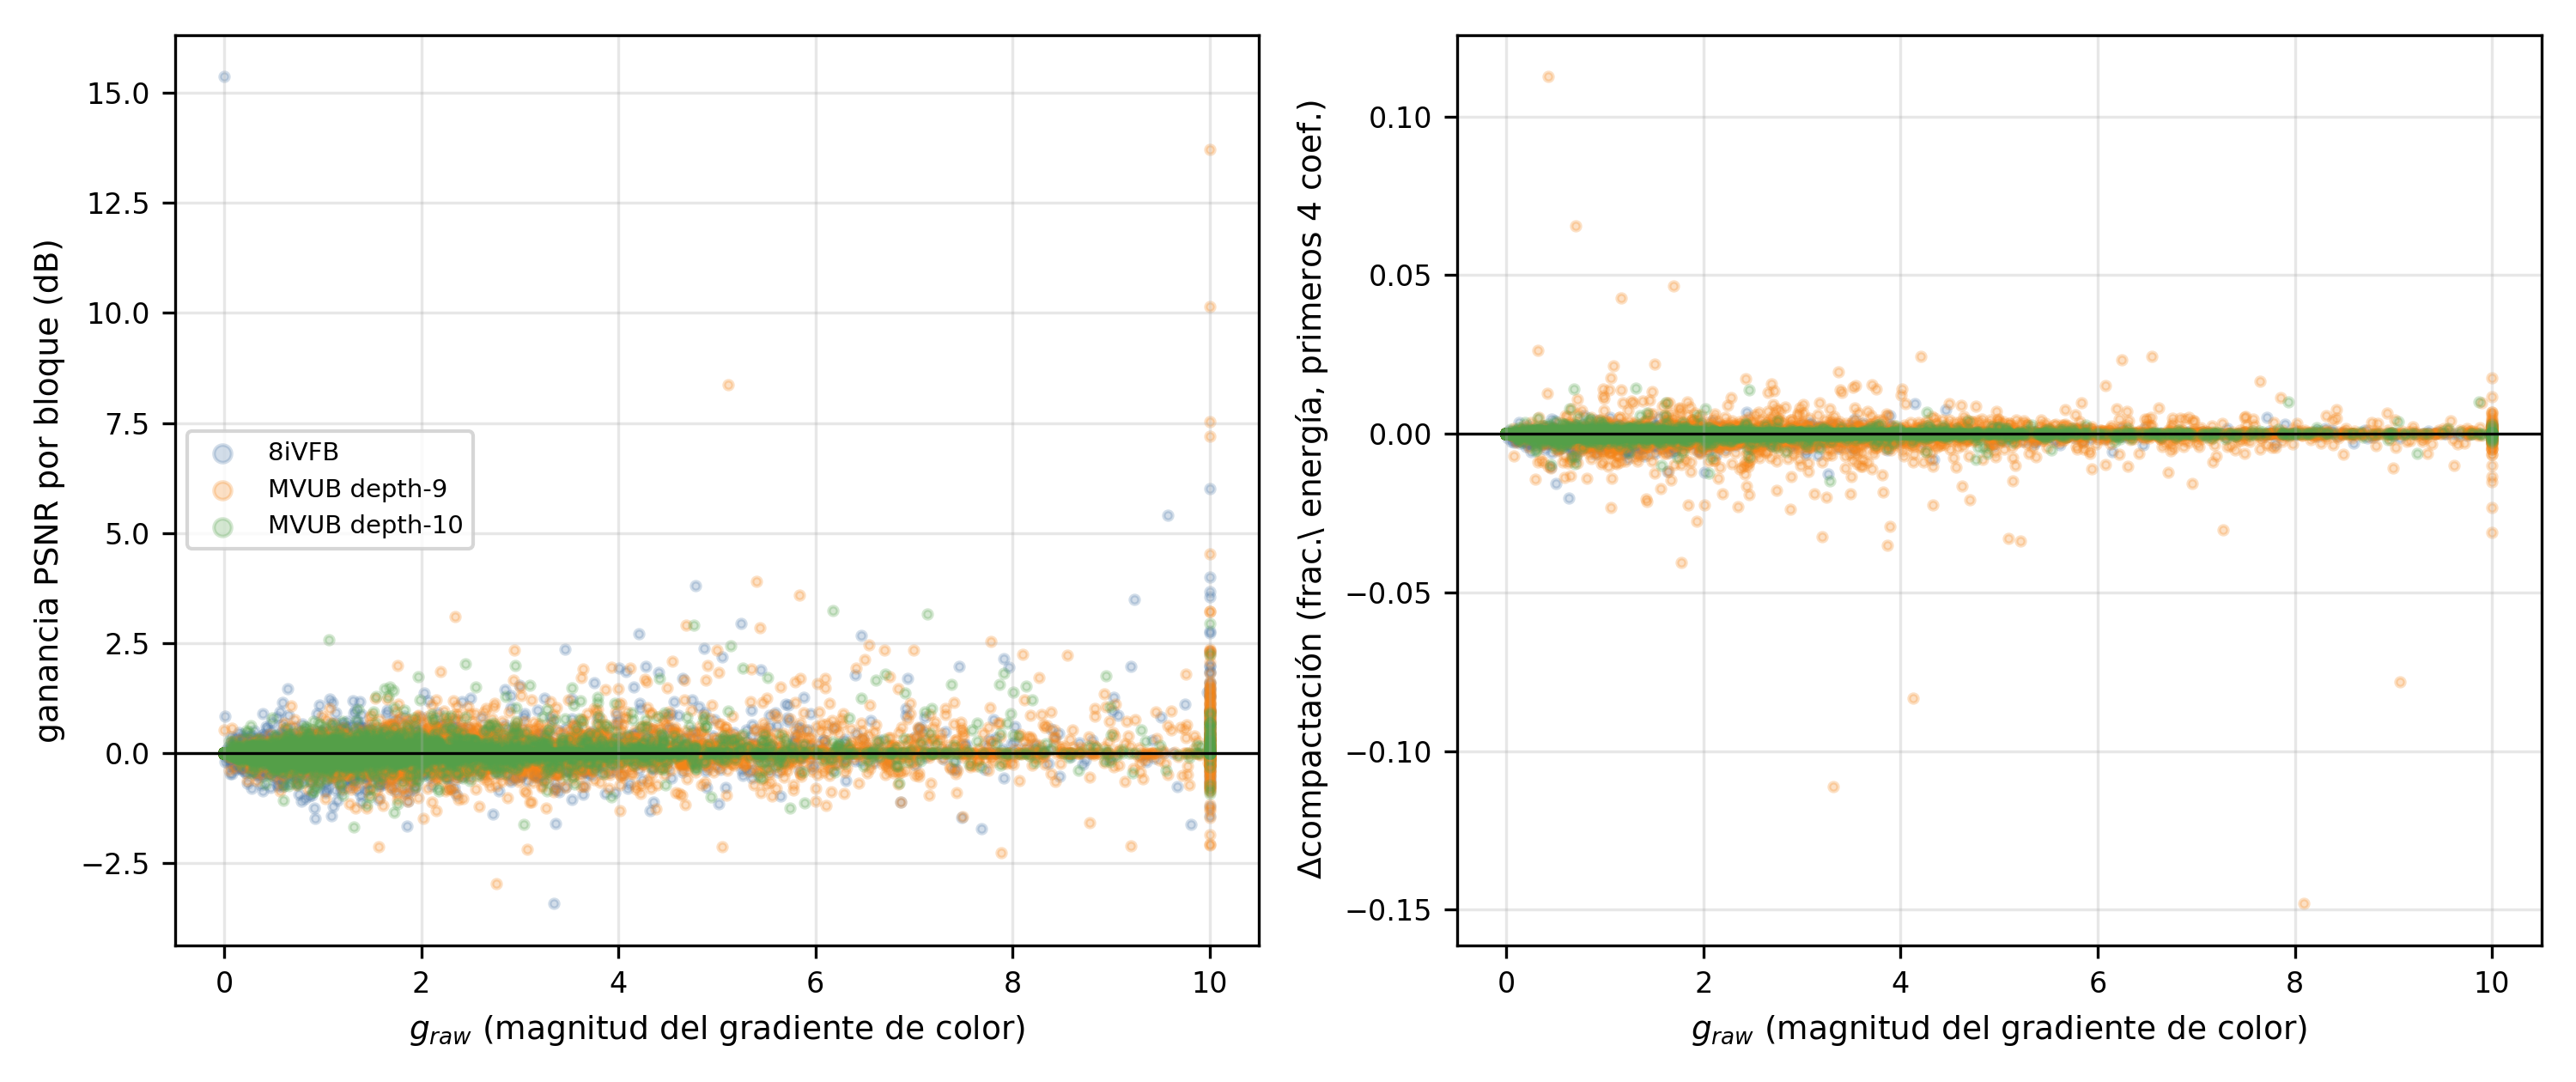 ganancia PSNR por bloque (dB)
15.0
12.5
10.0
7.5
5.0
2.5
0.0
−2.5
8iVFB
MVUB depth-9
MVUB depth-10
0 2 4 6 8 10
g_raw (magnitud del gradiente de color)
Δcompactación (frac.\ energía, primeros 4 coef.)
0.10
0.05
0.00
−0.05
−0.10
−0.15
0 2 4 6 8 10
g_raw (magnitud del gradiente de color)